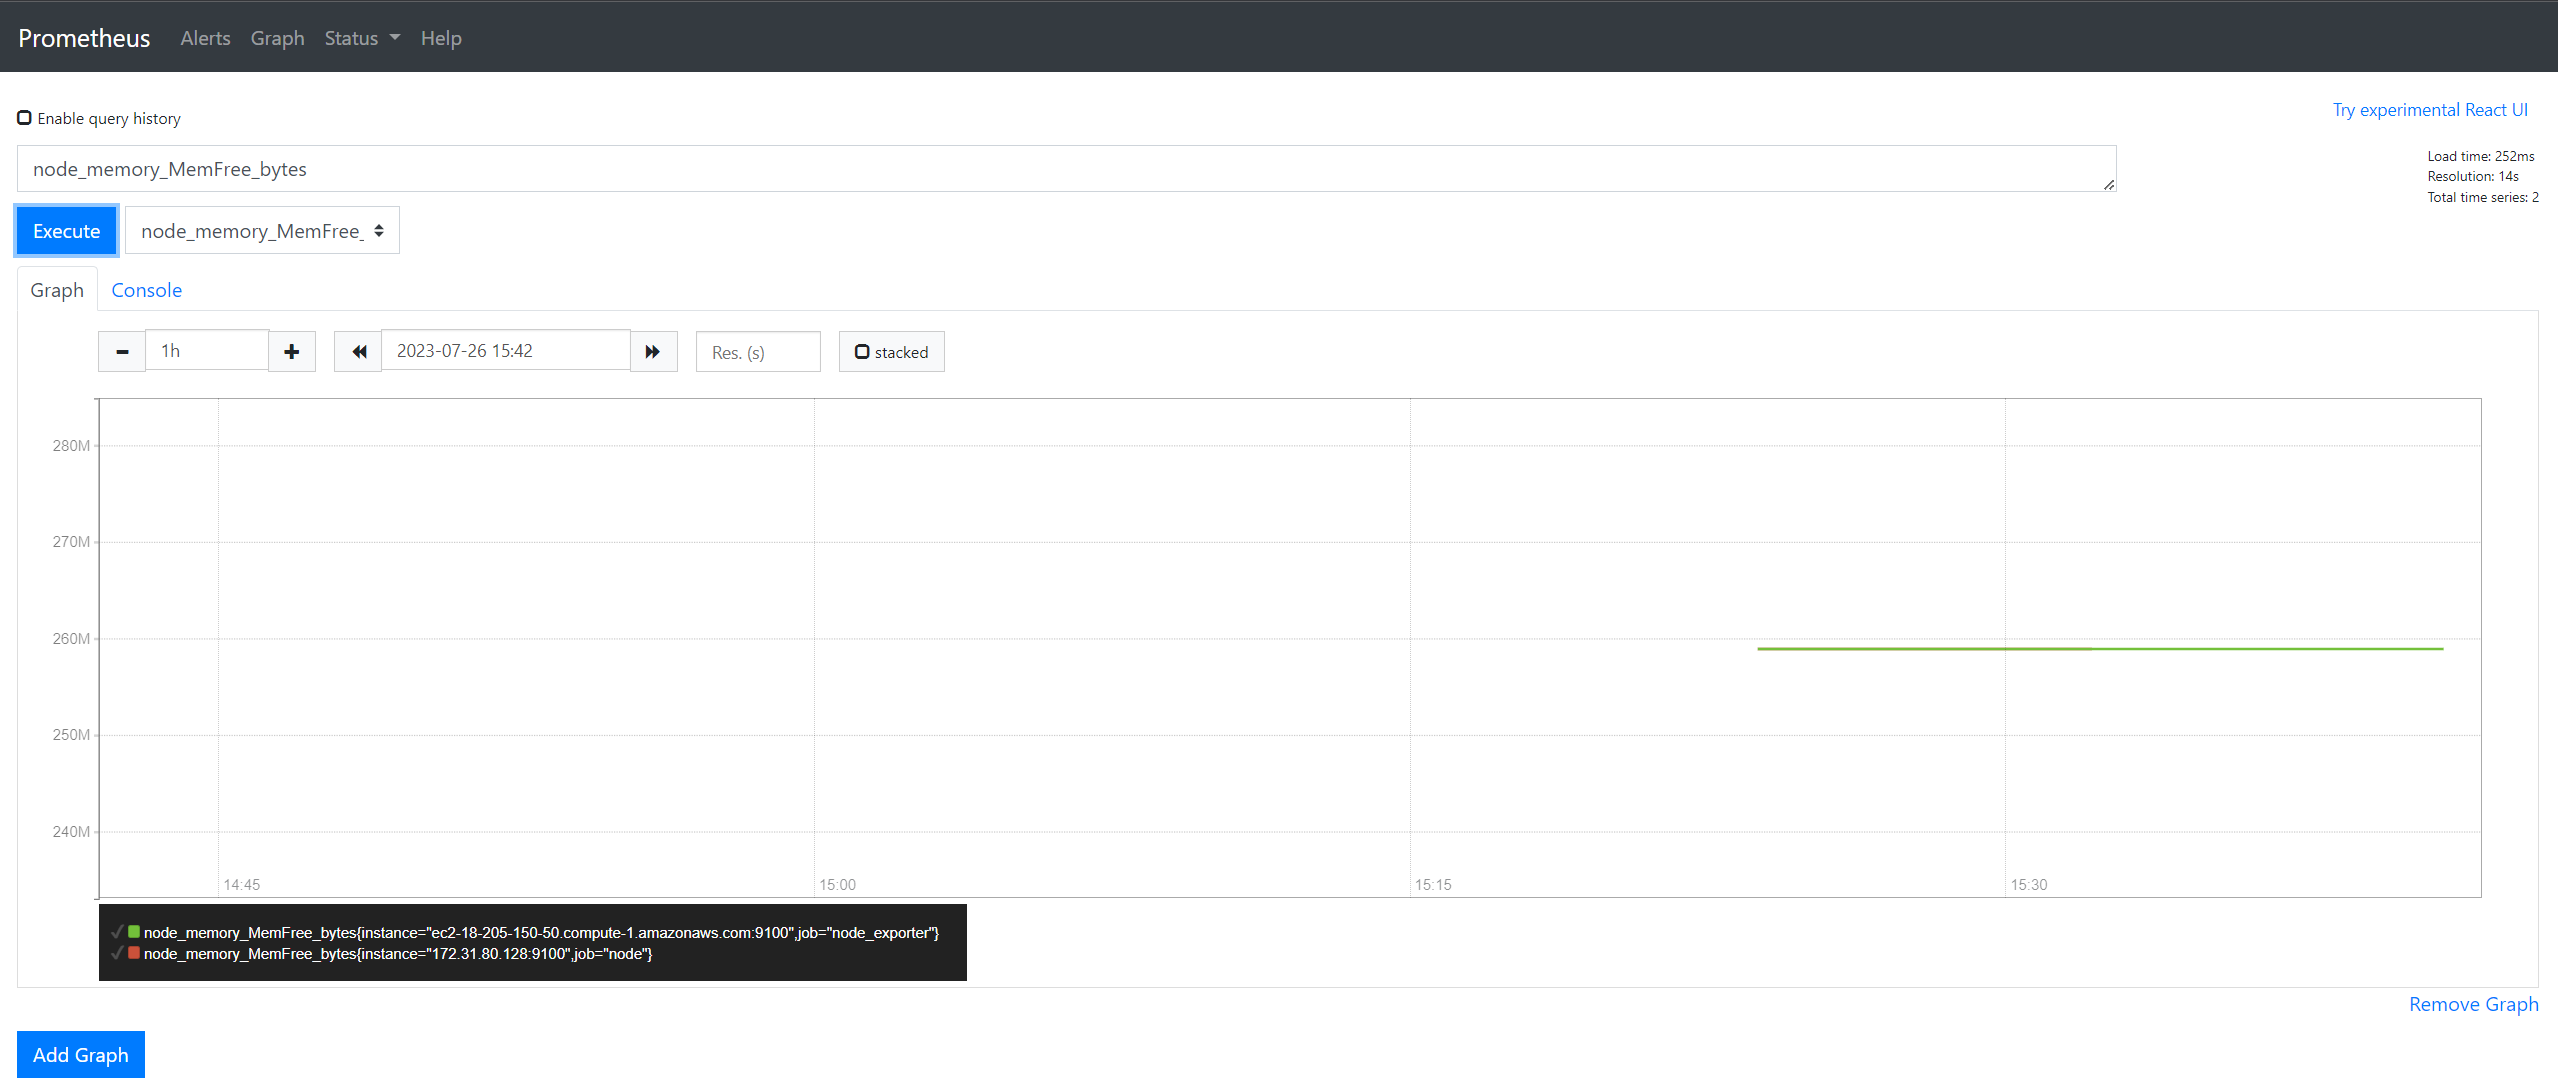 Prometheus Alerts Graph Status Help
Enable query history
Try experimental React UI
node_memory_MemFree_bytes
Load time: 252ms
Resolution: 14s
Total time series: 2
Execute node_memory_MemFree_
Graph Console
1h 2023-07-26 15:42 Res. (s) stacked
280M
270M
260M
250M
240M
14:45 15:00 15:15 15:30
node_memory_MemFree_bytes{instance="ec2-18-205-150-50.compute-1.amazonaws.com:9100",job="node_exporter"}
node_memory_MemFree_bytes{instance="172.31.80.128:9100",job="node"}
Remove Graph
Add Graph